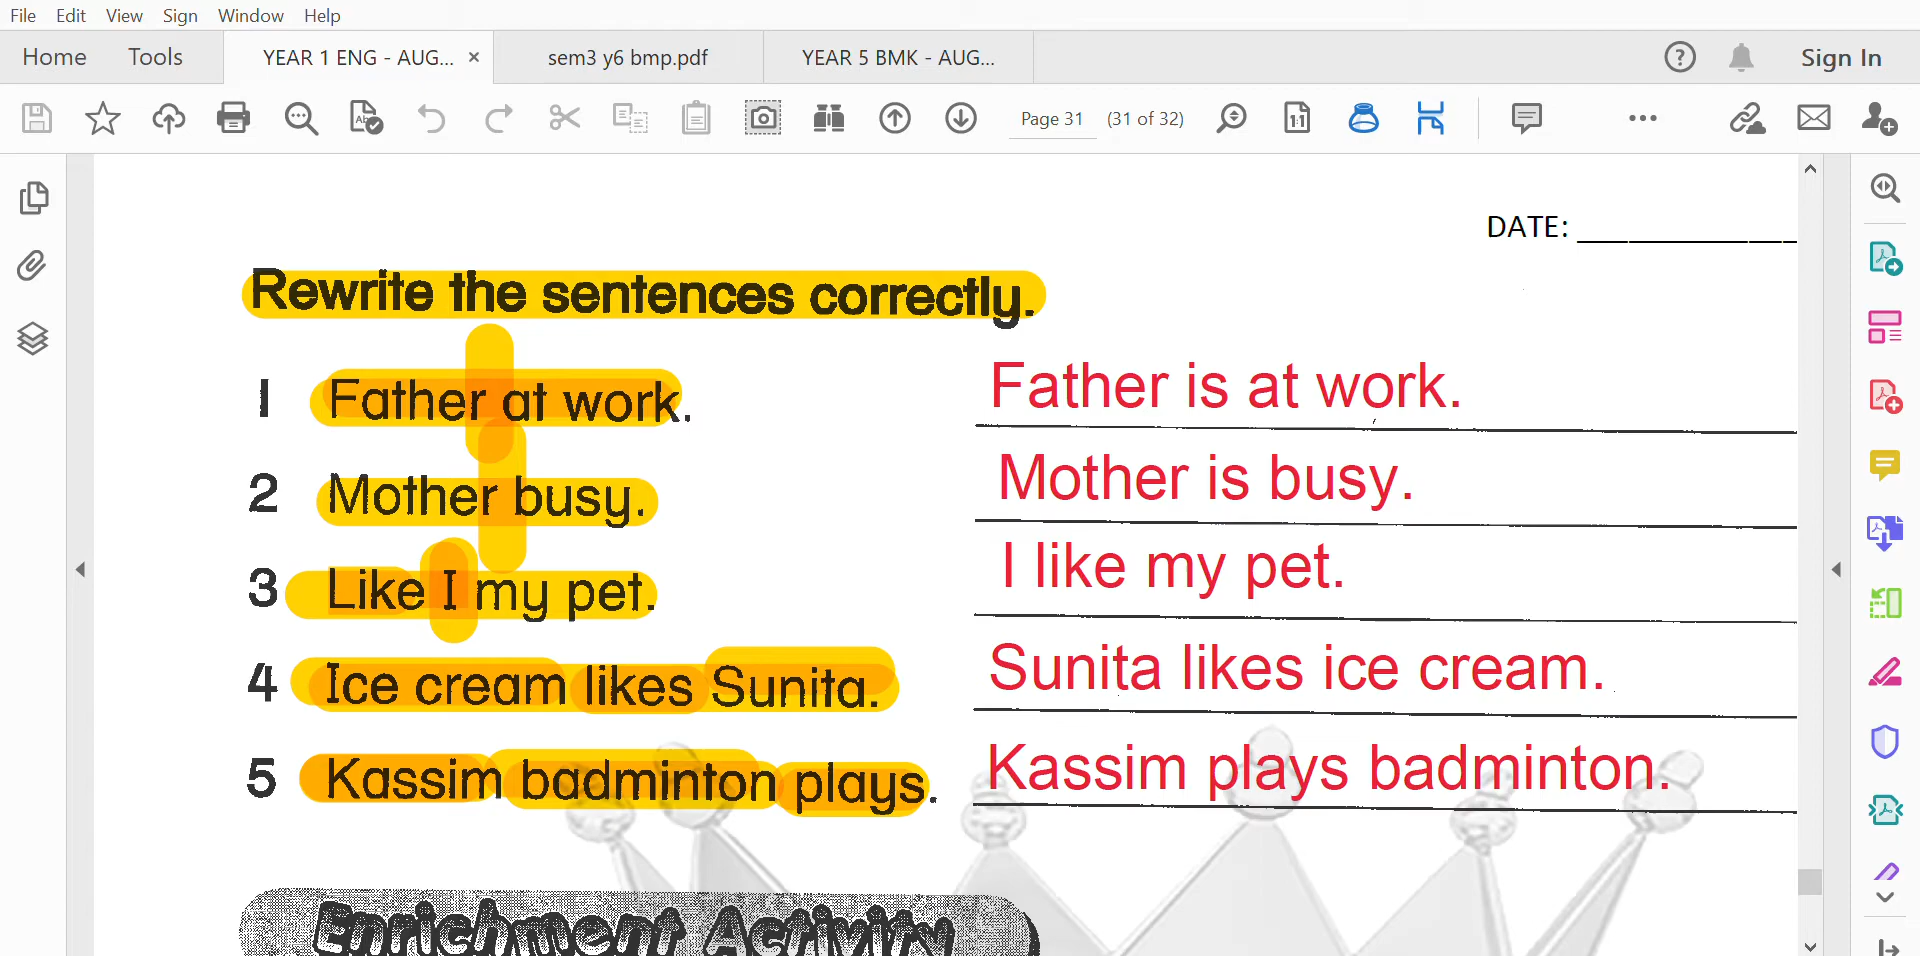 File Edit View Sign Window Help
Home Tools YEAR 1 ENG - AUG... × sem3 y6 bmp.pdf YEAR 5 BMK - AUG... Sign In
Page 31 (31 of 32)
DATE:
Rewrite the sentences correctly.
1 Father at work. Father is at work.
2 Mother busy. Mother is busy.
3 Like I my pet. I like my pet.
4 Ice cream likes Sunita. Sunita likes ice cream.
5 Kassim badminton plays. Kassim plays badminton.
Enrichment Activity